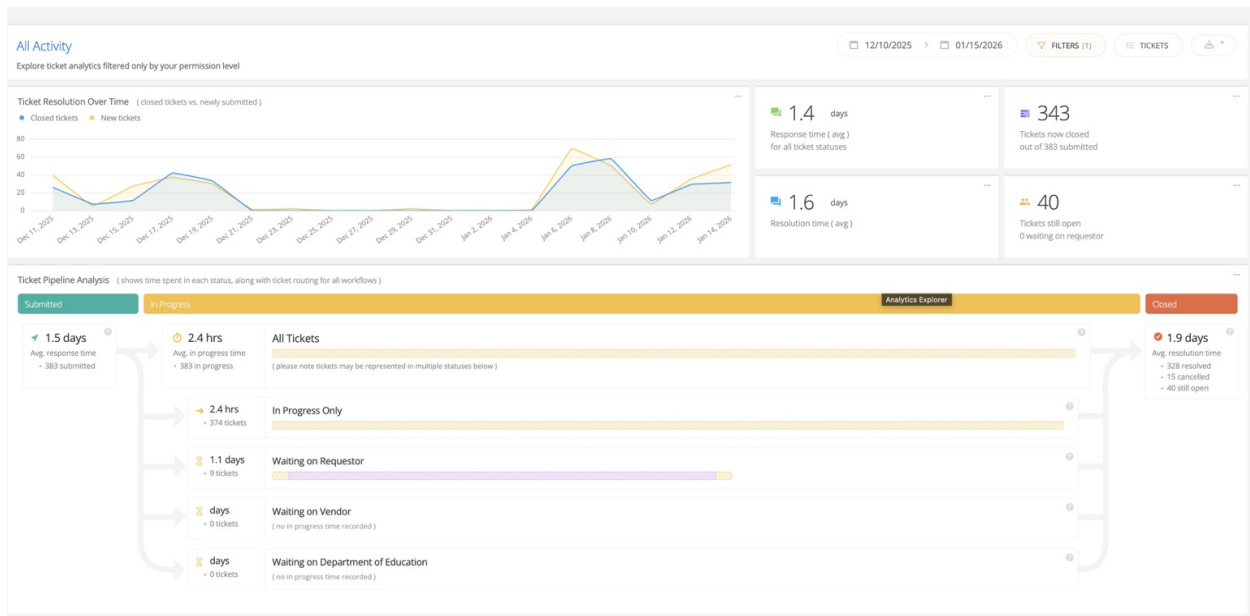 All Activity
Explore ticket analytics filtered only by your permission level
12/10/2025 > 01/15/2026
FILTERS (1)
TICKETS
Ticket Resolution Over Time ( closed tickets vs. newly submitted )
Closed tickets New tickets
80
60
40
20
0
Dec 11, 2025
Dec 13, 2025
Dec 15, 2025
Dec 17, 2025
Dec 19, 2025
Dec 21, 2025
Dec 23, 2025
Dec 25, 2025
Dec 27, 2025
Dec 29, 2025
Dec 31, 2025
Jan 2, 2026
Jan 4, 2026
Jan 6, 2026
Jan 8, 2026
Jan 10, 2026
Jan 12, 2026
Jan 14, 2026
1.4 days
Response time ( avg )
for all ticket statuses
343
Tickets now closed
out of 383 submitted
1.6 days
Resolution time ( avg )
40
Tickets still open
0 waiting on requestor
Ticket Pipeline Analysis ( shows time spent in each status, along with ticket routing for all workflows )
Submitted
In Progress
Analytics Explorer
Closed
1.5 days
Avg. response time
• 383 submitted
2.4 hrs
Avg. in progress time
• 383 in progress
All Tickets
( please note tickets may be represented in multiple statuses below )
1.9 days
Avg. resolution time
• 328 resolved
• 15 cancelled
• 40 still open
2.4 hrs
• 374 tickets
In Progress Only
1.1 days
• 9 tickets
Waiting on Requestor
days
• 0 tickets
Waiting on Vendor
( no in progress time recorded )
days
• 0 tickets
Waiting on Department of Education
( no in progress time recorded )